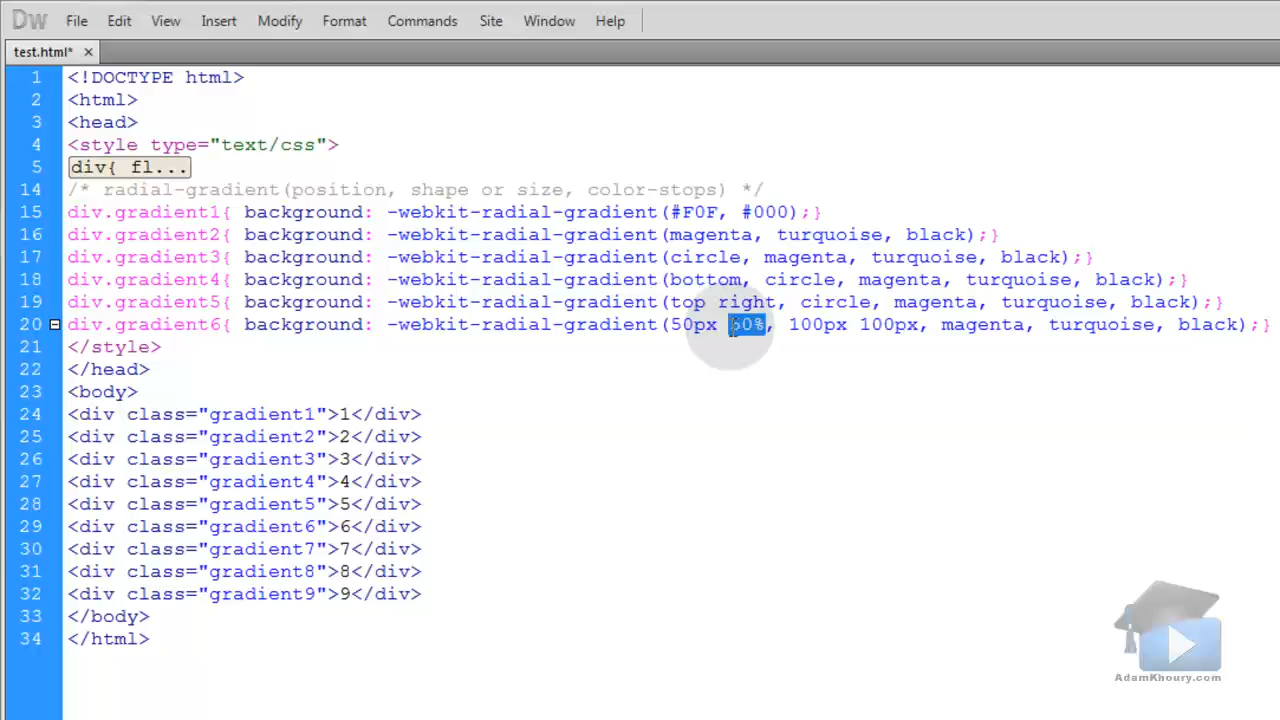 Dw File Edit View Insert Modify Format Commands Site Window Help
test.html* ×
1 <!DOCTYPE html>
2 <html>
3 <head>
4 <style type="text/css">
5 div{ fl...
14 /* radial-gradient(position, shape or size, color-stops) */
15 div.gradient1{ background: -webkit-radial-gradient(#F0F, #000);}
16 div.gradient2{ background: -webkit-radial-gradient(magenta, turquoise, black);}
17 div.gradient3{ background: -webkit-radial-gradient(circle, magenta, turquoise, black);}
18 div.gradient4{ background: -webkit-radial-gradient(bottom, circle, magenta, turquoise, black);}
19 div.gradient5{ background: -webkit-radial-gradient(top right, circle, magenta, turquoise, black);}
20 div.gradient6{ background: -webkit-radial-gradient(50px 50%, 100px 100px, magenta, turquoise, black);}
21 </style>
22 </head>
23 <body>
24 <div class="gradient1">1</div>
25 <div class="gradient2">2</div>
26 <div class="gradient3">3</div>
27 <div class="gradient4">4</div>
28 <div class="gradient5">5</div>
29 <div class="gradient6">6</div>
30 <div class="gradient7">7</div>
31 <div class="gradient8">8</div>
32 <div class="gradient9">9</div>
33 </body>
34 </html>
AdamKhoury.com